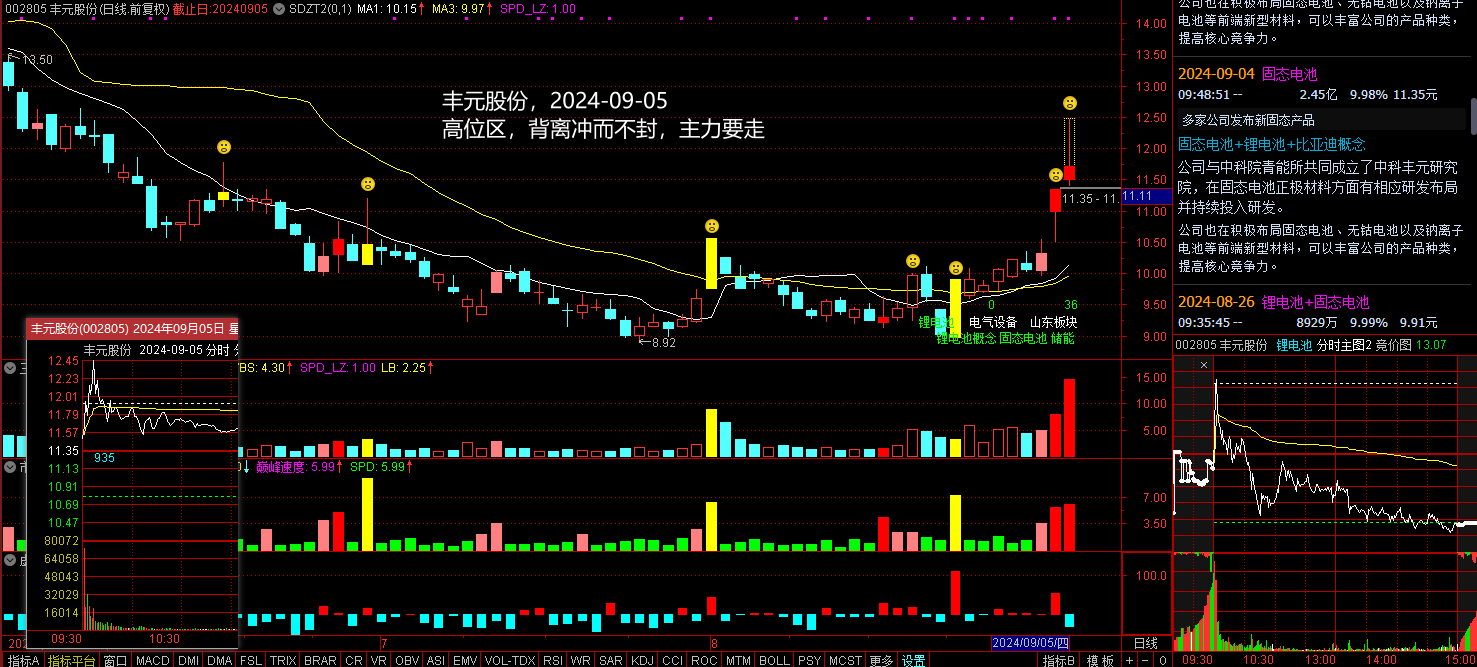 002805 丰元股份(日线.前复权) 截止日:20240905 SDZT2(0,1) MA1: 10.15↑ MA3: 9.97↑ SPD_LZ: 1.00
14.00
13.50
13.00
12.50
12.00
11.50
11.11
11.00
10.50
10.00
9.50
9.00
13.50
丰元股份，2024-09-05
高位区，背离冲而不封，主力要走
11.35 - 11.
←8.92
0
36
锂电池
电气设备 山东板块
锂电池概念 固态电池 储能
丰元股份(002805) 2024年09月05日 星
丰元股份 2024-09-05 分时
12.45
12.23
12.01
11.79
11.57
11.35
11.13
10.91
10.69
10.47
80072
64058
48043
32029
16014
935
09:30 10:30
BS: 4.30↑ SPD_LZ: 1.00 LB: 2.25↑
15.00
10.00
5.00
巅峰速度: 5.99↑ SPD: 5.99↑
7.00
3.50
100.0
7
8
2024/09/05/四
日线
指标A 指标平台 窗口 MACD DMI DMA FSL TRIX BRAR CR VR OBV ASI EMV VOL-TDX RSI WR SAR KDJ CCI ROC MTM BOLL PSY MCST 更多 设置 指标B 模板 + − 0
公司也在积极布局固态电池、无钴电池以及钠离子
电池等前端新型材料，可以丰富公司的产品种类，
提高核心竞争力。
2024-09-04 固态电池
09:48:51 -- 2.45亿 9.98% 11.35元
多家公司发布新固态产品
固态电池+锂电池+比亚迪概念
公司与中科院青能所共同成立了中科丰元研究
院，在固态电池正极材料方面有相应研发布局
并持续投入研发。
公司也在积极布局固态电池、无钴电池以及钠离子
电池等前端新型材料，可以丰富公司的产品种类，
提高核心竞争力。
2024-08-26 锂电池+固态电池
09:35:45 -- 8929万 9.99% 9.91元
002805 丰元股份 锂电池 分时主图2 竞价图 13.07
×
09:30 10:30 13:00 14:00 15:00